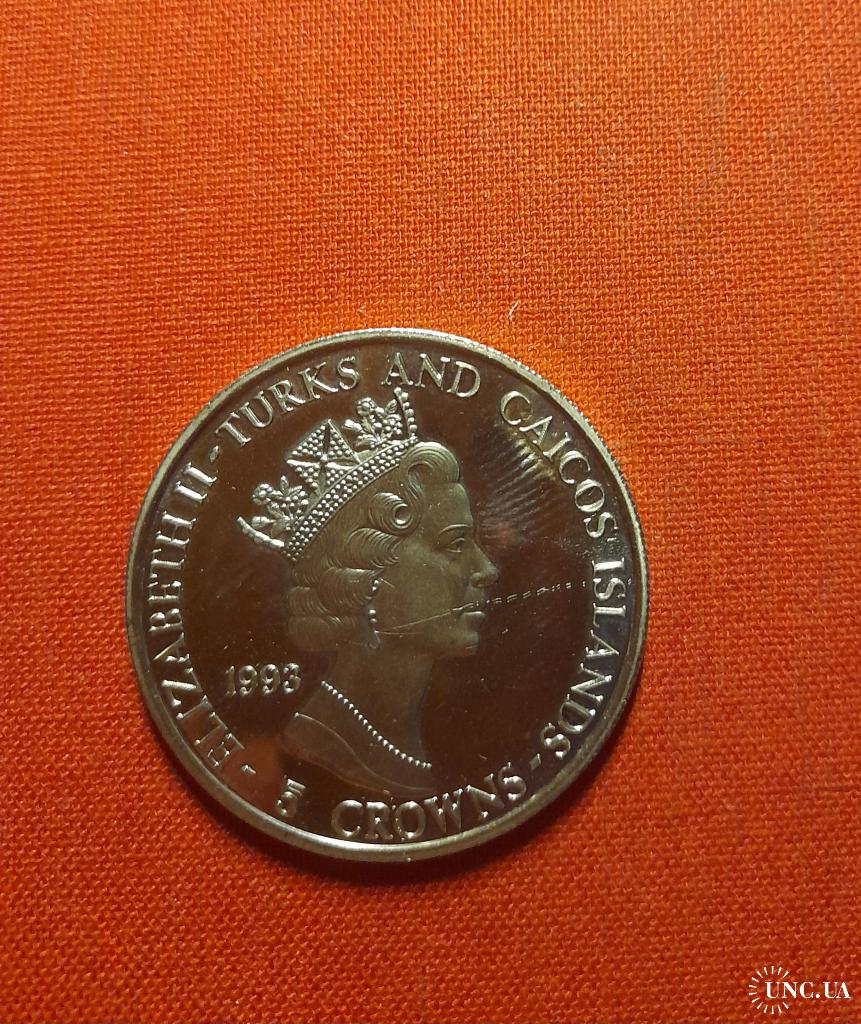 ELIZABETH II - TURKS AND CAICOS ISLANDS -
5 CROWNS -
1993
UNC.UA